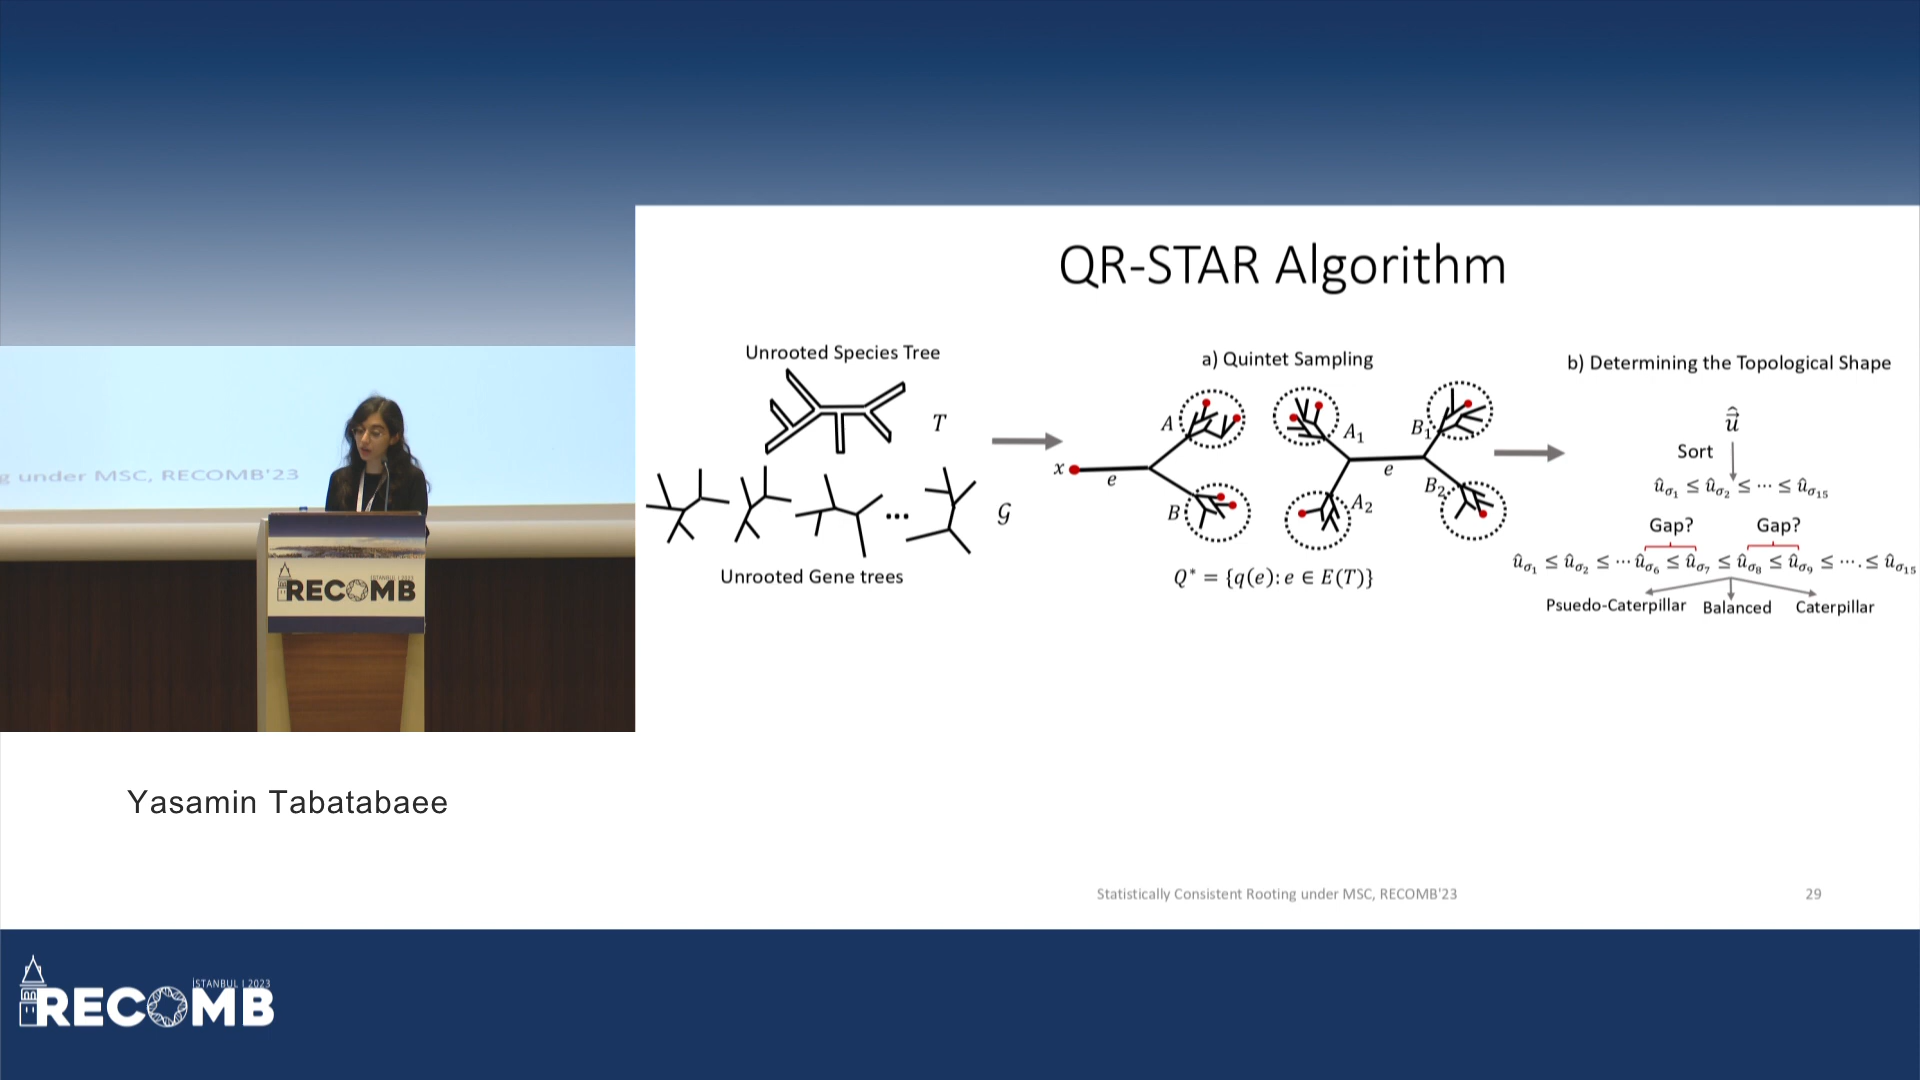 QR-STAR Algorithm
Unrooted Species Tree
T
𝒢
Unrooted Gene trees
a) Quintet Sampling
A
x
e
B
A₁
B₁
e
A₂
B₂
Q* = {q(e): e ∈ E(T)}
b) Determining the Topological Shape
û⃗
Sort
û_σ₁ ≤ û_σ₂ ≤ ⋯ ≤ û_σ₁₅
Gap? Gap?
û_σ₁ ≤ û_σ₂ ≤ ⋯ û_σ₆ ≤ û_σ₇ ≤ û_σ₈ ≤ û_σ₉ ≤ ⋯. ≤ û_σ₁₅
Psuedo-Caterpillar Balanced Caterpillar
g under MSC, RECOMB'23
İSTANBUL | 2023
RECOMB
Yasamin Tabatabaee
Statistically Consistent Rooting under MSC, RECOMB'23 29
İSTANBUL | 2023
RECOMB